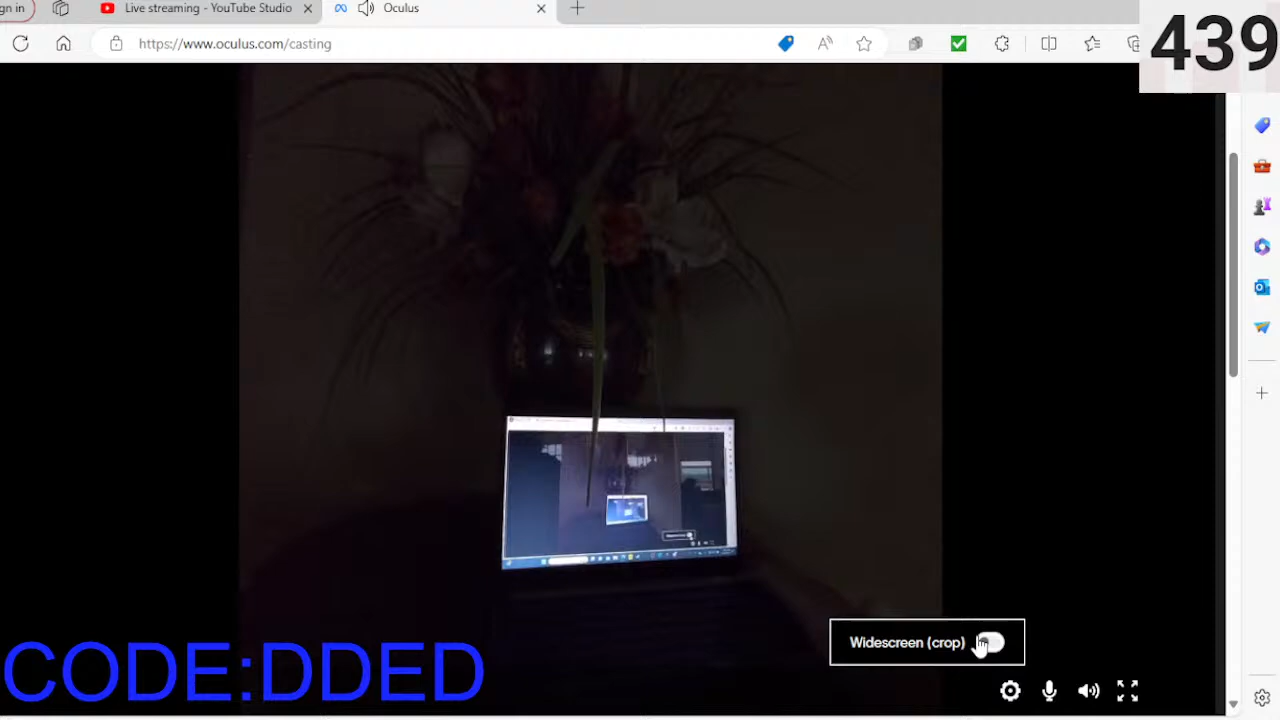 gn in
Live streaming - YouTube Studio
Oculus
439
https://www.oculus.com/casting
Widescreen (crop)
CODE:DDED